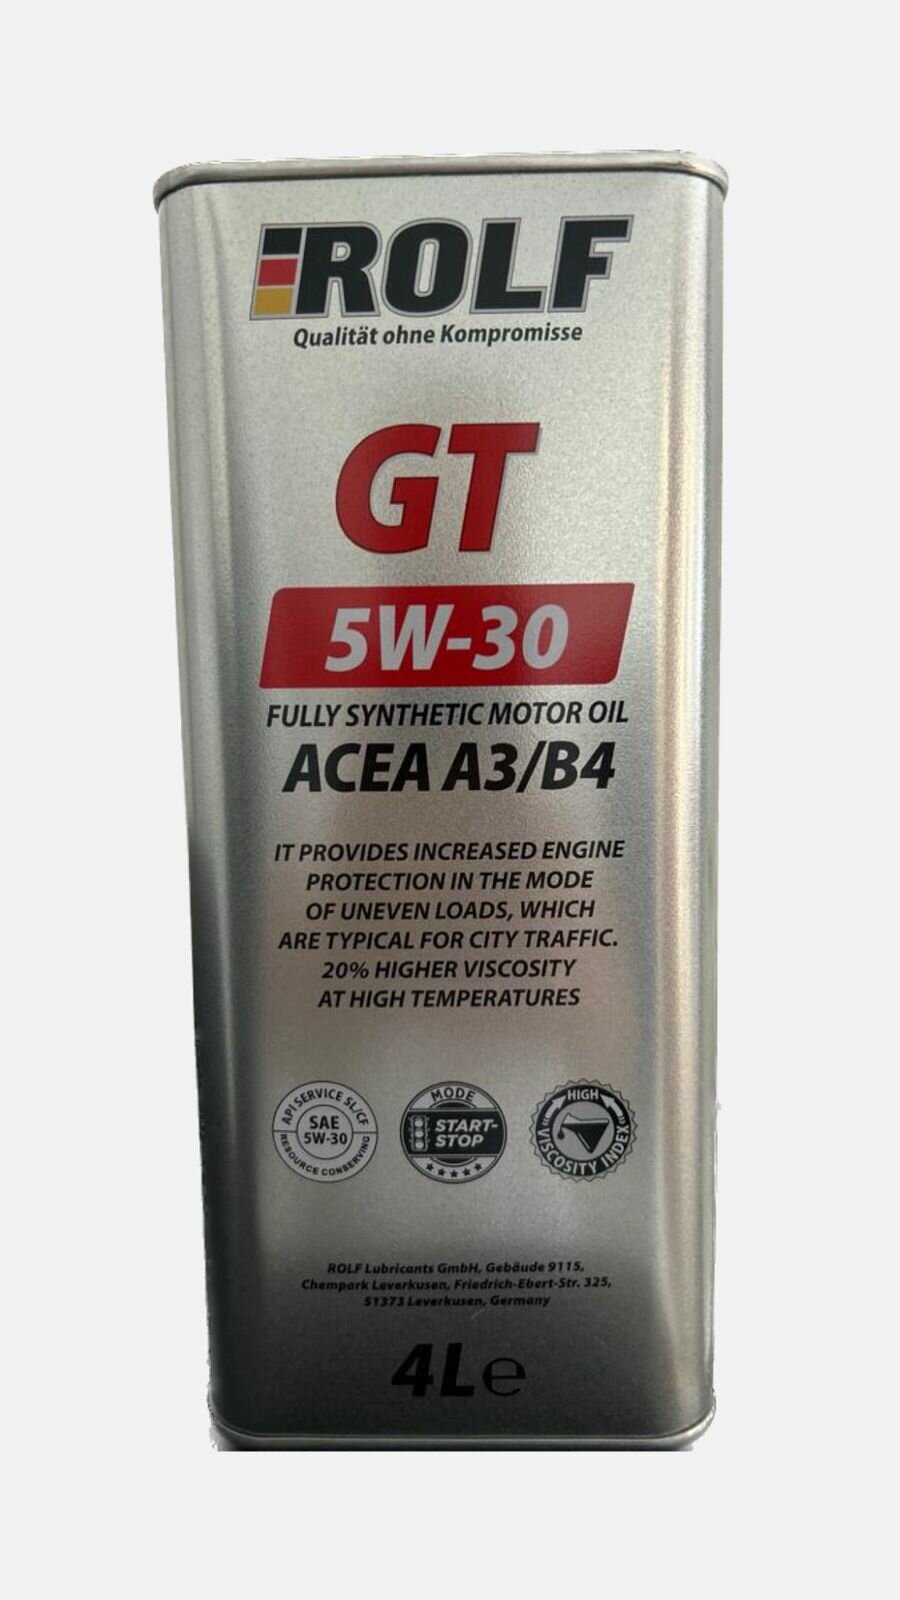 ROLF
Qualität ohne Kompromisse
GT
5W-30
FULLY SYNTHETIC MOTOR OIL
ACEA A3/B4
IT PROVIDES INCREASED ENGINE
PROTECTION IN THE MODE
OF UNEVEN LOADS, WHICH
ARE TYPICAL FOR CITY TRAFFIC.
20% HIGHER VISCOSITY
AT HIGH TEMPERATURES
API SERVICE SL/CF
SAE
5W-30
RESOURCE CONSERVING
MODE
START-
STOP
HIGH
VISCOSITY INDEX
ROLF Lubricants GmbH, Gebäude 9115,
Chempark Leverkusen, Friedrich-Ebert-Str. 325,
51373 Leverkusen, Germany
4L℮